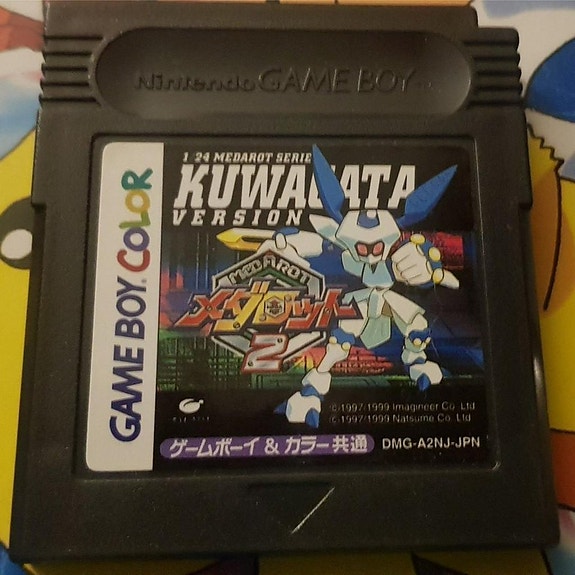 Nintendo GAME BOY
GAME BOY COLOR
1 24 MEDAROT SERIE
KUWAGATA
VERSION
MEDAROT
メダロット
2
©1997/1999 Imagineer Co. Ltd
©1997/1999 Natsume Co. Ltd.
ゲームボーイ & カラー共通
DMG-A2NJ-JPN